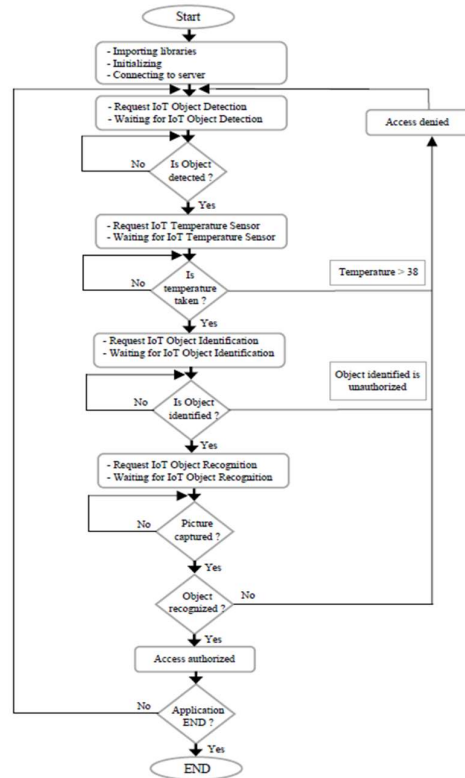 Start
- Importing libraries
- Initializing
- Connecting to server
- Request IoT Object Detection
- Waiting for IoT Object Detection
Access denied
No
Is Object
detected ?
Yes
- Request IoT Temperature Sensor
- Waiting for IoT Temperature Sensor
No
Is
temperature
taken ?
Temperature > 38
Yes
- Request IoT Object Identification
- Waiting for IoT Object Identification
Object identified is
unauthorized
No
Is Object
identified ?
Yes
- Request IoT Object Recognition
- Waiting for IoT Object Recognition
No
Picture
captured ?
Yes
Object
recognized ?
No
Yes
Access authorized
No
Application
END ?
Yes
END